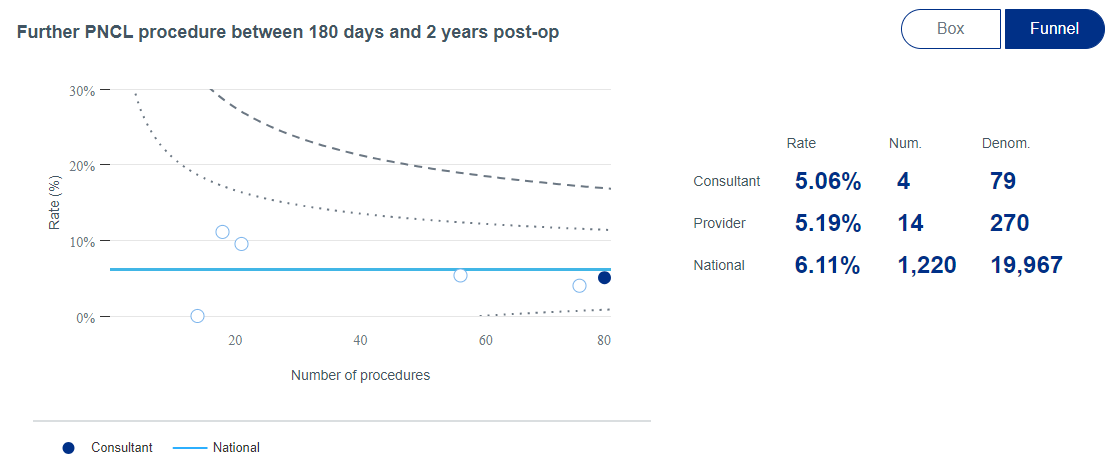 Further PNCL procedure between 180 days and 2 years post-op
Box
Funnel
30%
20%
10%
0%
Rate (%)
20
40
60
80
Number of procedures
Consultant
National
Rate Num. Denom.
Consultant 5.06% 4 79
Provider 5.19% 14 270
National 6.11% 1,220 19,967